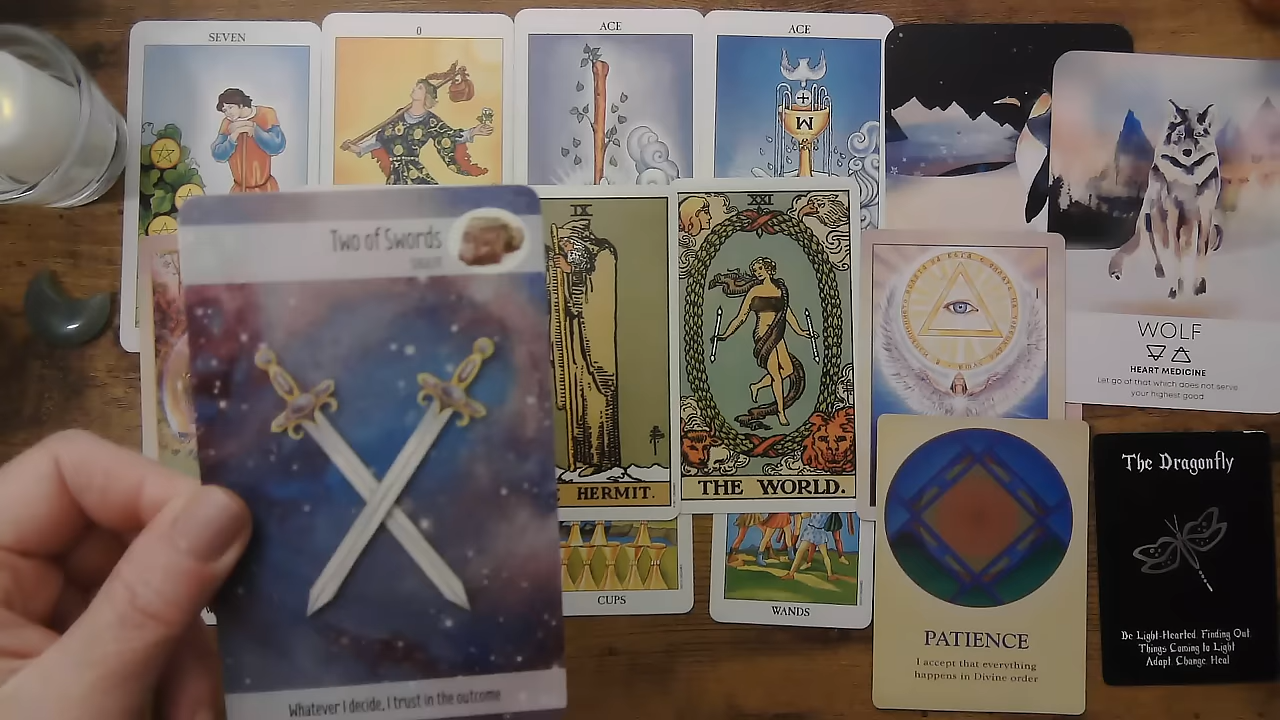 SEVEN
0
ACE
ACE
Two of Swords
IX
XXI
HERMIT.
THE WORLD.
WOLF
HEART MEDICINE
Let go of that which does not serve
your highest good
CUPS
WANDS
PATIENCE
I accept that everything
happens in Divine order
The Dragonfly
Be Light-Hearted Finding Out
Things Coming to Light
Adapt Change Heal
Whatever I decide, I trust in the outcome